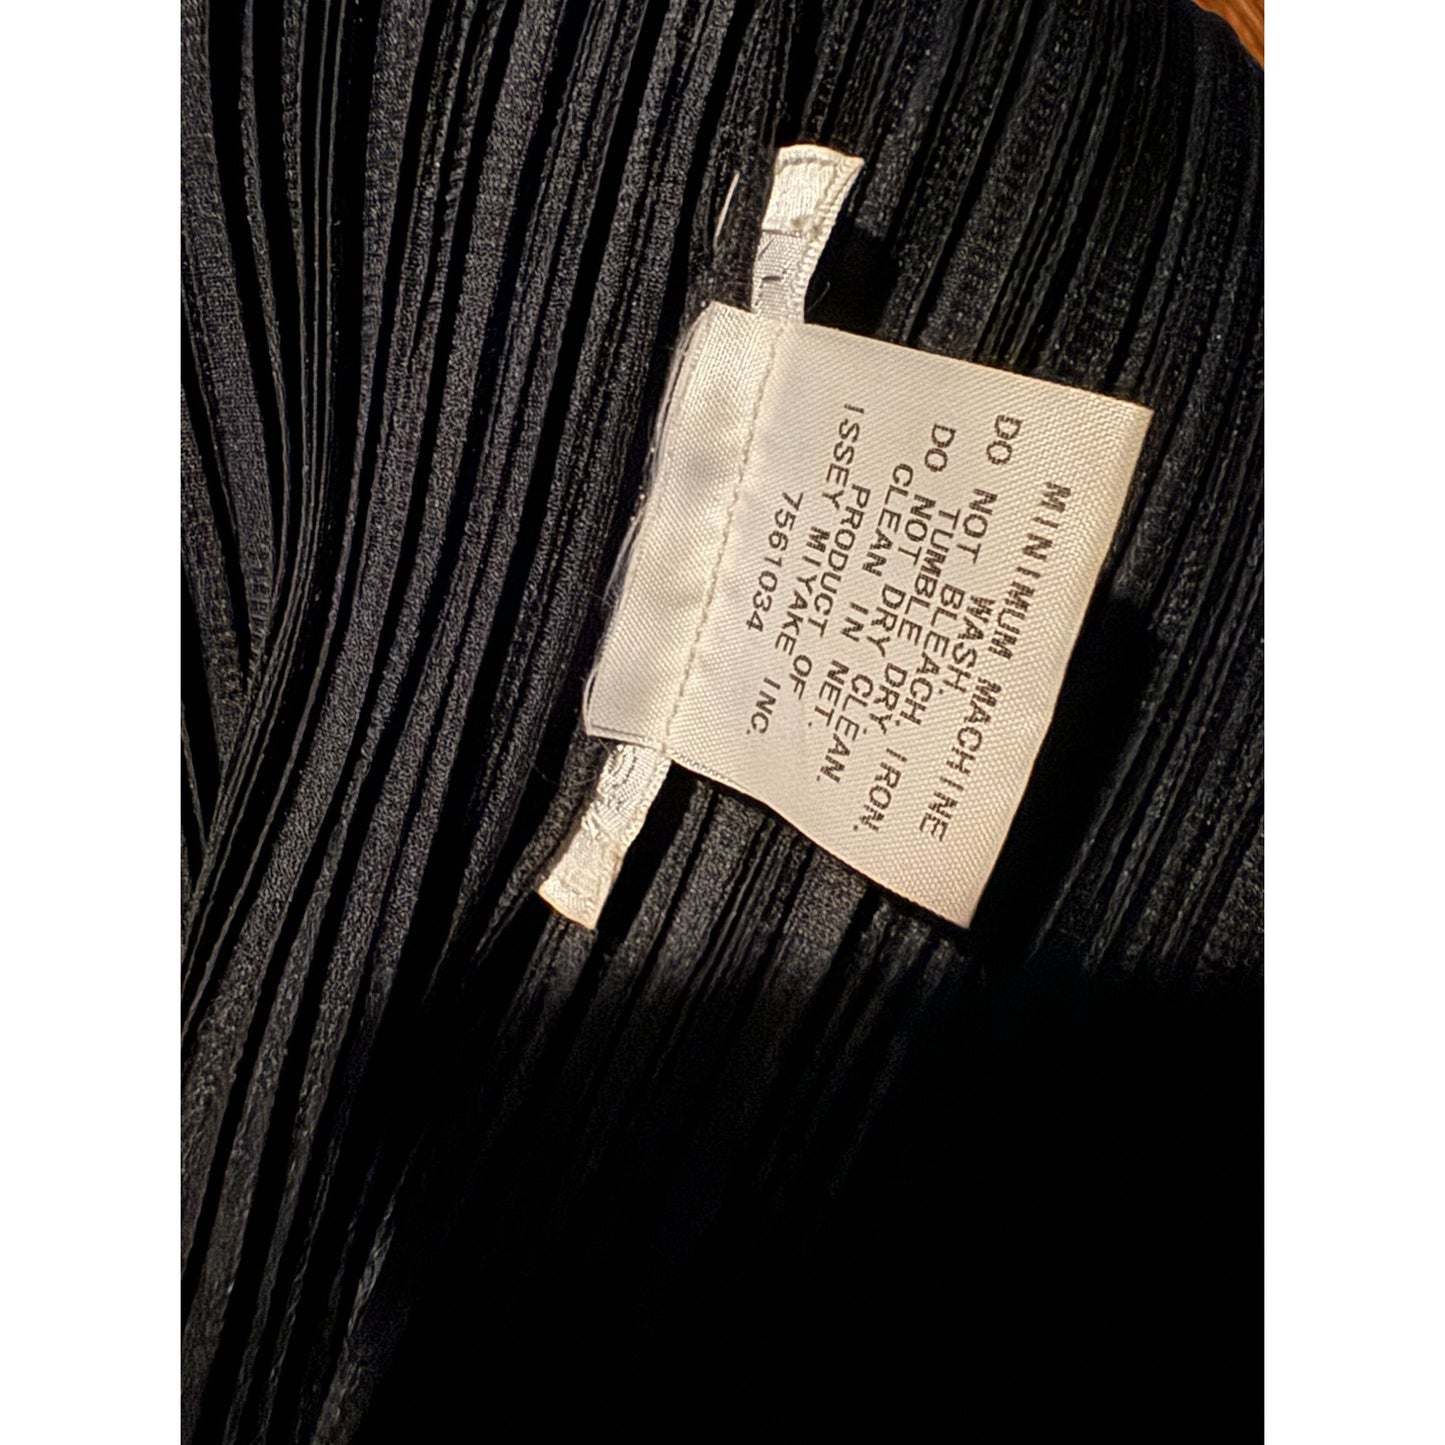 MINIMUM MACHINE
WASH.
DO NOT BLEACH,
TUMBLE DRY, IRON.
DO NOT DRY CLEAN.
CLEAN IN NET.
PRODUCT OF
ISSEY MIYAKE INC.
7561034